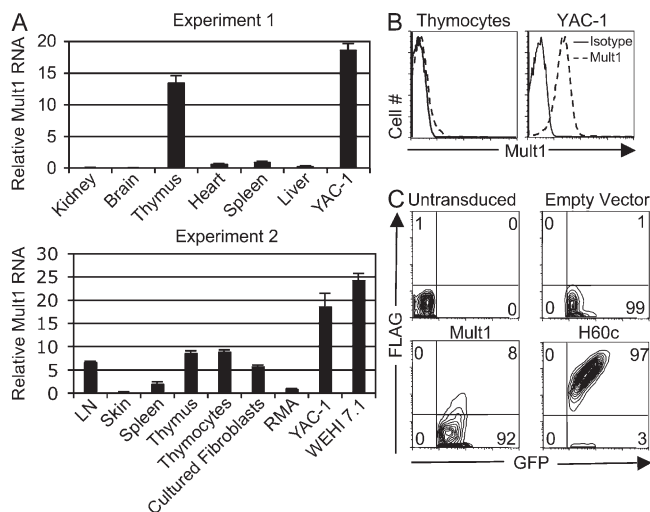 A
Experiment 1
Relative Mult1 RNA
20
15
10
5
0
Kidney
Brain
Thymus
Heart
Spleen
Liver
YAC-1
Experiment 2
Relative Mult1 RNA
30
25
20
15
10
5
0
LN
Skin
Spleen
Thymus
Thymocytes
Cultured Fibroblasts
RMA
YAC-1
WEHI 7.1
B
Thymocytes
YAC-1
Isotype
Mult1
Cell #
Mult1
C
Untransduced
Empty Vector
1 0
0
0 1
0 99
Mult1
H60c
0 8
0 92
0 97
0 3
FLAG
GFP